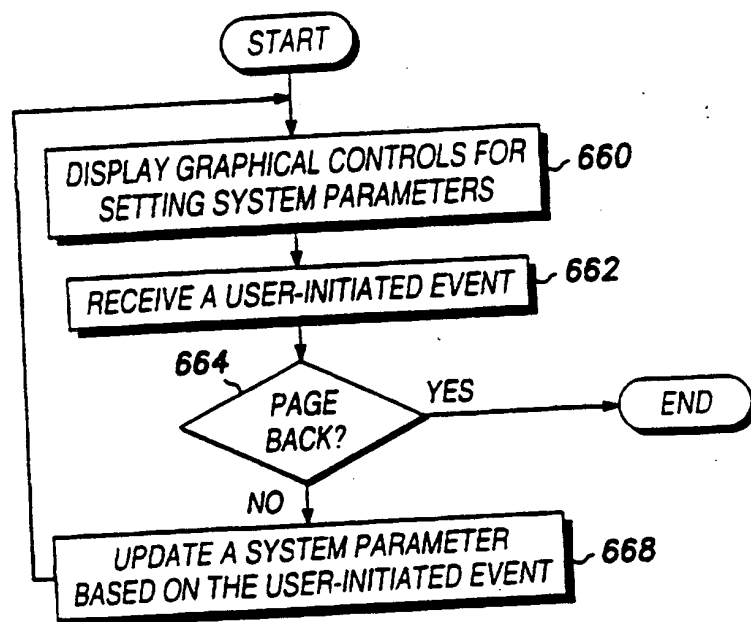 START
DISPLAY GRAPHICAL CONTROLS FOR
SETTING SYSTEM PARAMETERS
660
RECEIVE A USER-INITIATED EVENT
662
664
PAGE
BACK?
YES
END
NO
UPDATE A SYSTEM PARAMETER
BASED ON THE USER-INITIATED EVENT
668